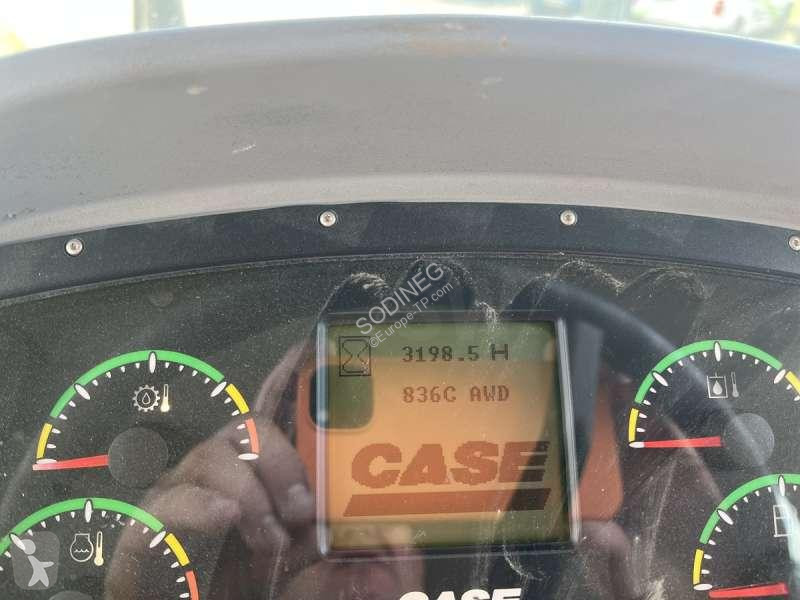 SODINEG
©Europe-TP.com
3198.5 H
836C AWD
CASE
CASE